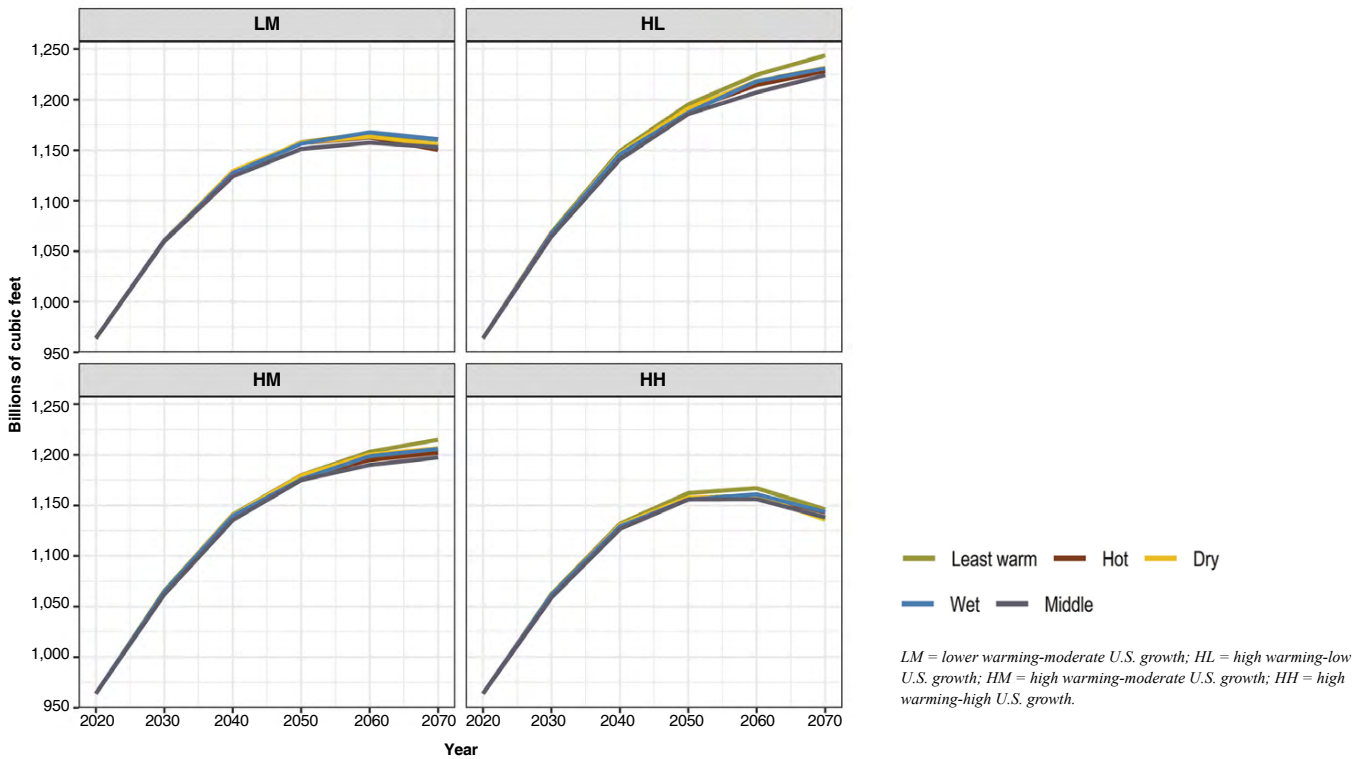 LM
HL
1,250
1,200
1,150
1,100
1,050
1,000
950
HM
HH
1,250
1,200
1,150
1,100
1,050
1,000
950
Billions of cubic feet
2020 2030 2040 2050 2060 2070 2020 2030 2040 2050 2060 2070
Year
Least warm Hot Dry
Wet Middle
LM = lower warming-moderate U.S. growth; HL = high warming-low
U.S. growth; HM = high warming-moderate U.S. growth; HH = high
warming-high U.S. growth.